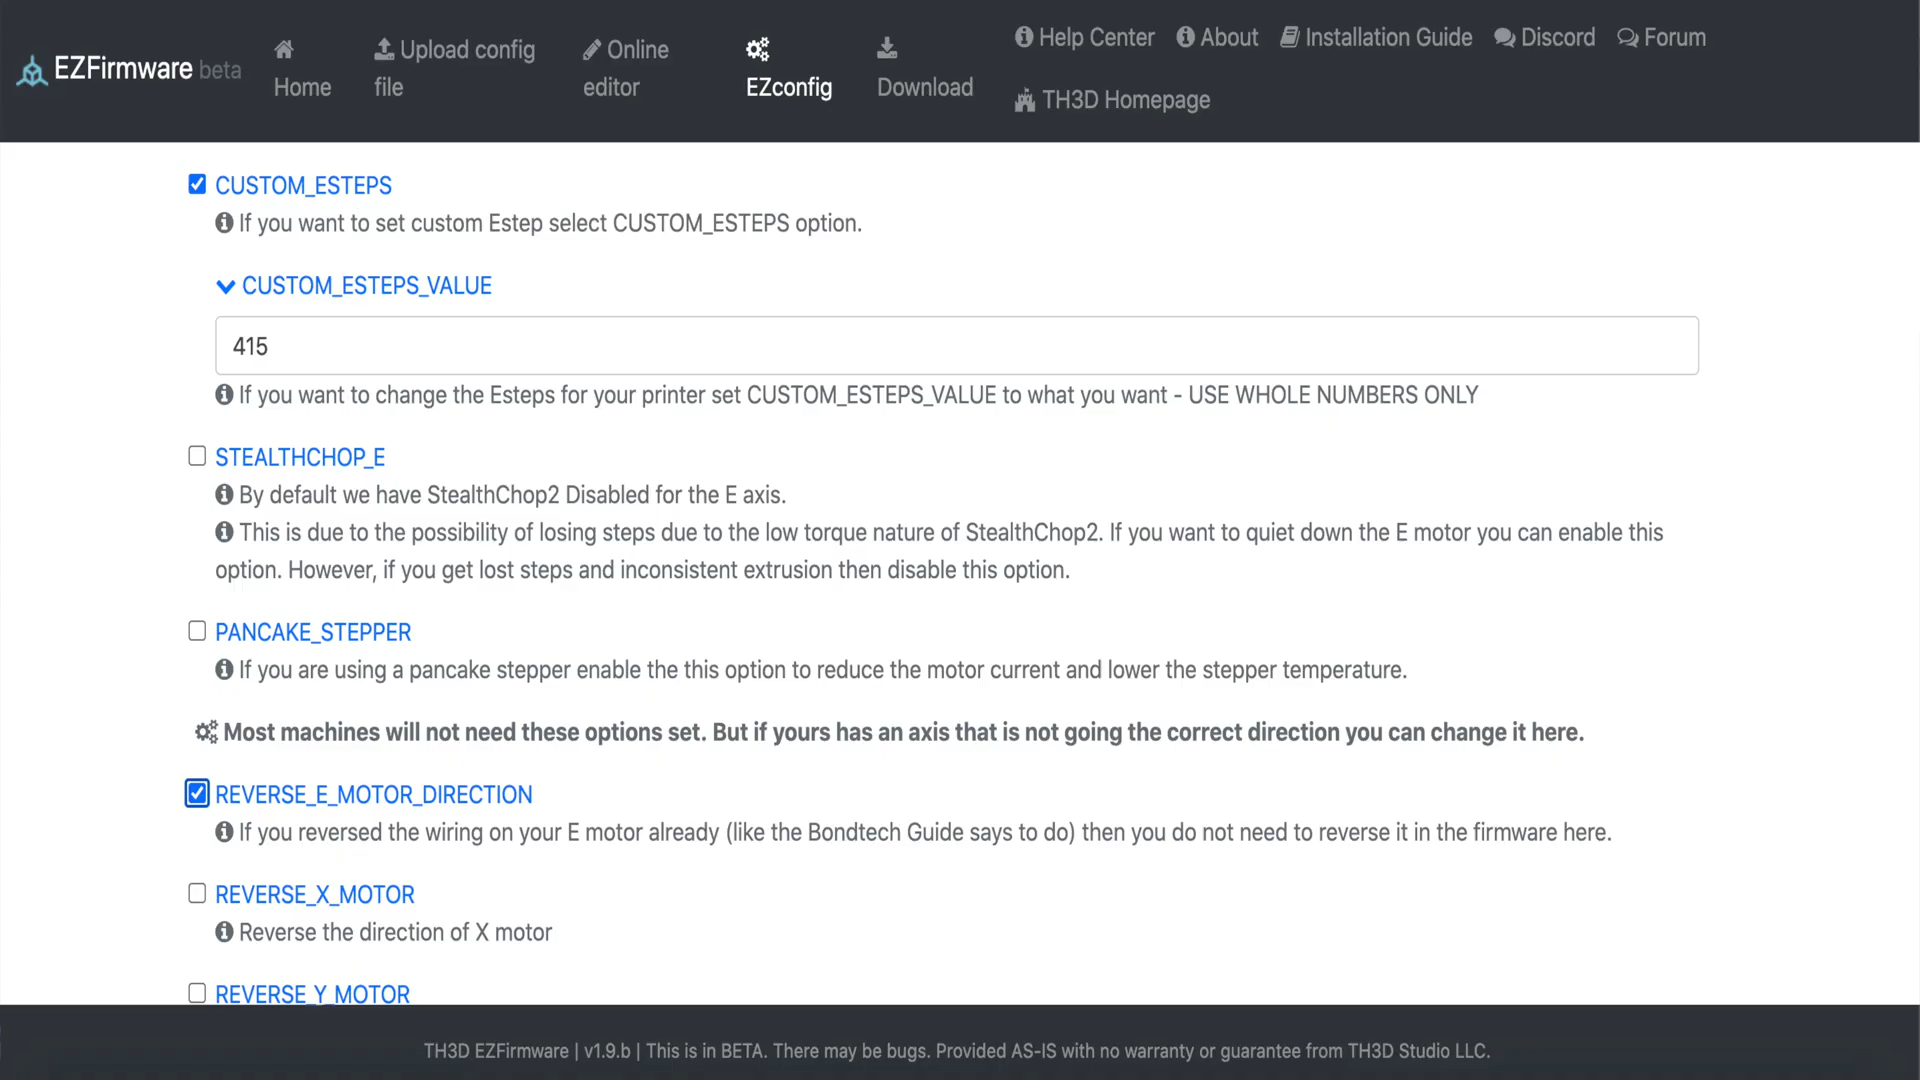 EZFirmware beta
Home
Upload config file
Online editor
EZconfig
Download
Help Center
About
Installation Guide
Discord
Forum
TH3D Homepage
CUSTOM_ESTEPS
If you want to set custom Estep select CUSTOM_ESTEPS option.
CUSTOM_ESTEPS_VALUE
415
If you want to change the Esteps for your printer set CUSTOM_ESTEPS_VALUE to what you want - USE WHOLE NUMBERS ONLY
STEALTHCHOP_E
By default we have StealthChop2 Disabled for the E axis.
This is due to the possibility of losing steps due to the low torque nature of StealthChop2. If you want to quiet down the E motor you can enable this
option. However, if you get lost steps and inconsistent extrusion then disable this option.
PANCAKE_STEPPER
If you are using a pancake stepper enable the this option to reduce the motor current and lower the stepper temperature.
Most machines will not need these options set. But if yours has an axis that is not going the correct direction you can change it here.
REVERSE_E_MOTOR_DIRECTION
If you reversed the wiring on your E motor already (like the Bondtech Guide says to do) then you do not need to reverse it in the firmware here.
REVERSE_X_MOTOR
Reverse the direction of X motor
REVERSE_Y_MOTOR
TH3D EZFirmware | v1.9.b | This is in BETA. There may be bugs. Provided AS-IS with no warranty or guarantee from TH3D Studio LLC.